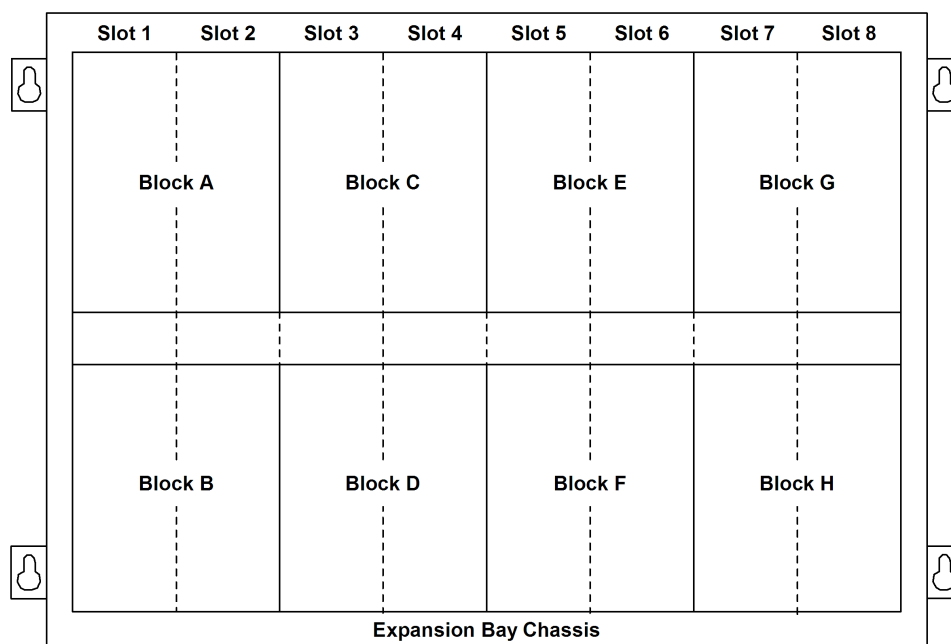 Slot 1 Slot 2 Slot 3 Slot 4 Slot 5 Slot 6 Slot 7 Slot 8
Block A Block C Block E Block G
Block B Block D Block F Block H
Expansion Bay Chassis